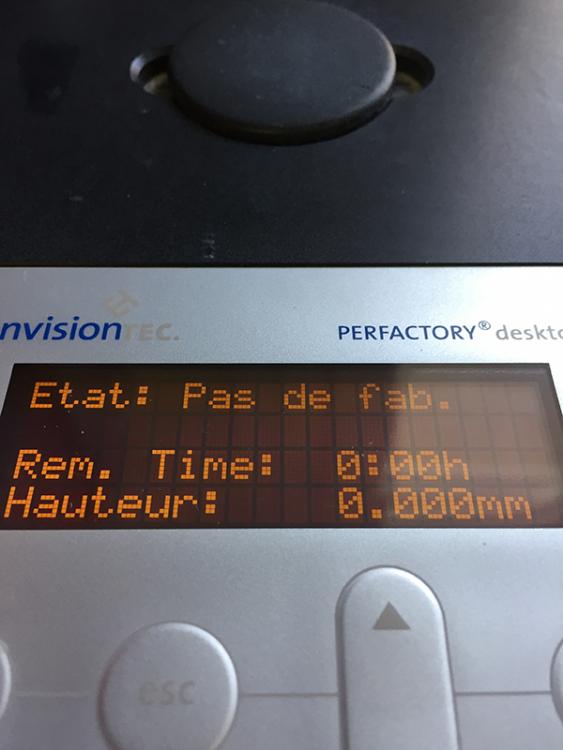 nvisionTEC.
PERFACTORY® deskto
Etat: Pas de fab.
Rem. Time: 0:00h
Hauteur: 0.000mm
esc